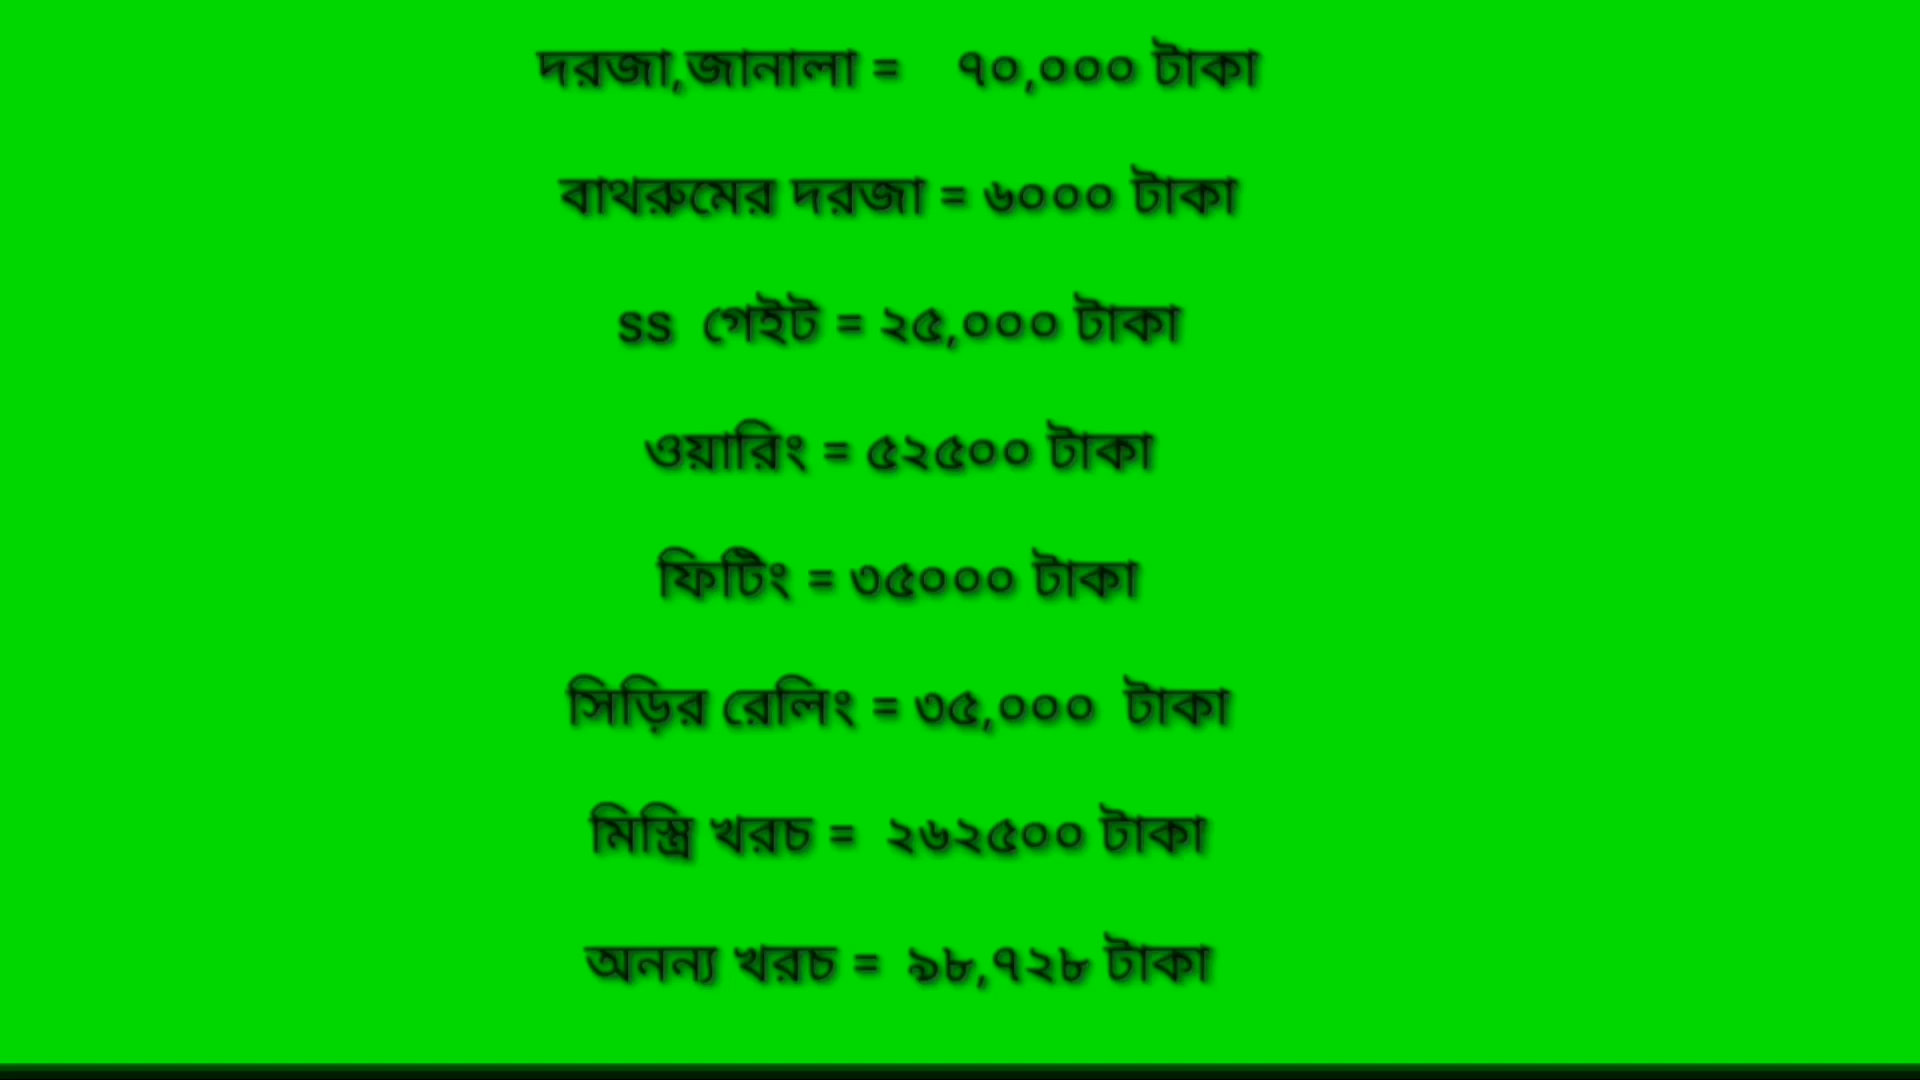 দরজা,জানালা = ৭০,০০০ টাকা
বাথরুমের দরজা = ৬০০০ টাকা
ss গেইট = ২৫,০০০ টাকা
ওয়ারিং = ৫২৫০০ টাকা
ফিটিং = ৩৫০০০ টাকা
সিড়ির রেলিং = ৩৫,০০০ টাকা
মিস্ত্রি খরচ = ২৬২৫০০ টাকা
অনন্য খরচ = ৯৮,৭২৮ টাকা